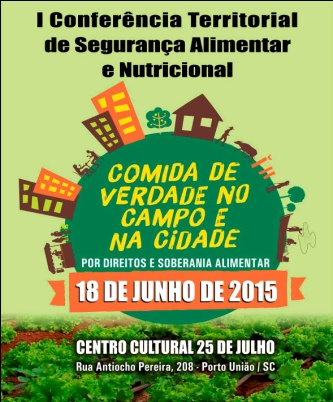 I Conferência Territorial
de Segurança Alimentar
e Nutricional
COMIDA DE
VERDADE NO
CAMPO E
NA CIDADE
POR DIREITOS E SOBERANIA ALIMENTAR
18 DE JUNHO DE 2015
CENTRO CULTURAL 25 DE JULHO
Rua Antiocho Pereira, 208 - Porto União / SC